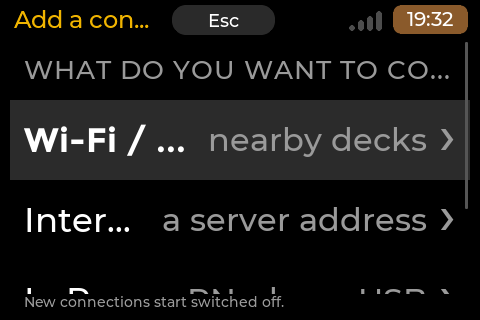 Add a con...
Esc
19:32
WHAT DO YOU WANT TO CO...
Wi-Fi / ... nearby decks
Inter... a server address
New connections start switched off.